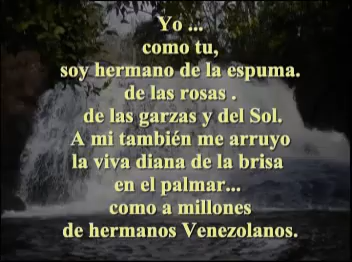 Yo ...
como tu,
soy hermano de la espuma.
de las rosas .
de las garzas y del Sol.
A mi también me arruyo
la viva diana de la brisa
en el palmar...
como a millones
de hermanos Venezolanos.